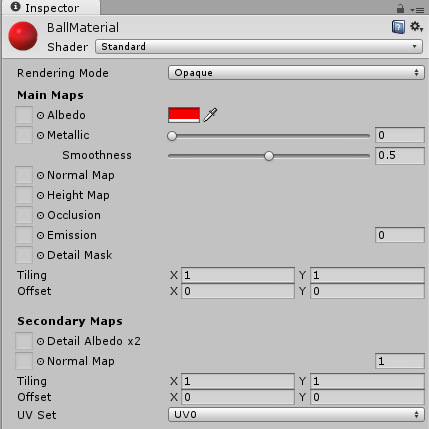 Inspector
BallMaterial
Shader Standard
Rendering Mode Opaque
Main Maps
Albedo
Metallic 0
Smoothness 0.5
Normal Map
Height Map
Occlusion
Emission 0
Detail Mask
Tiling X 1 Y 1
Offset X 0 Y 0
Secondary Maps
Detail Albedo x2
Normal Map 1
Tiling X 1 Y 1
Offset X 0 Y 0
UV Set UV0